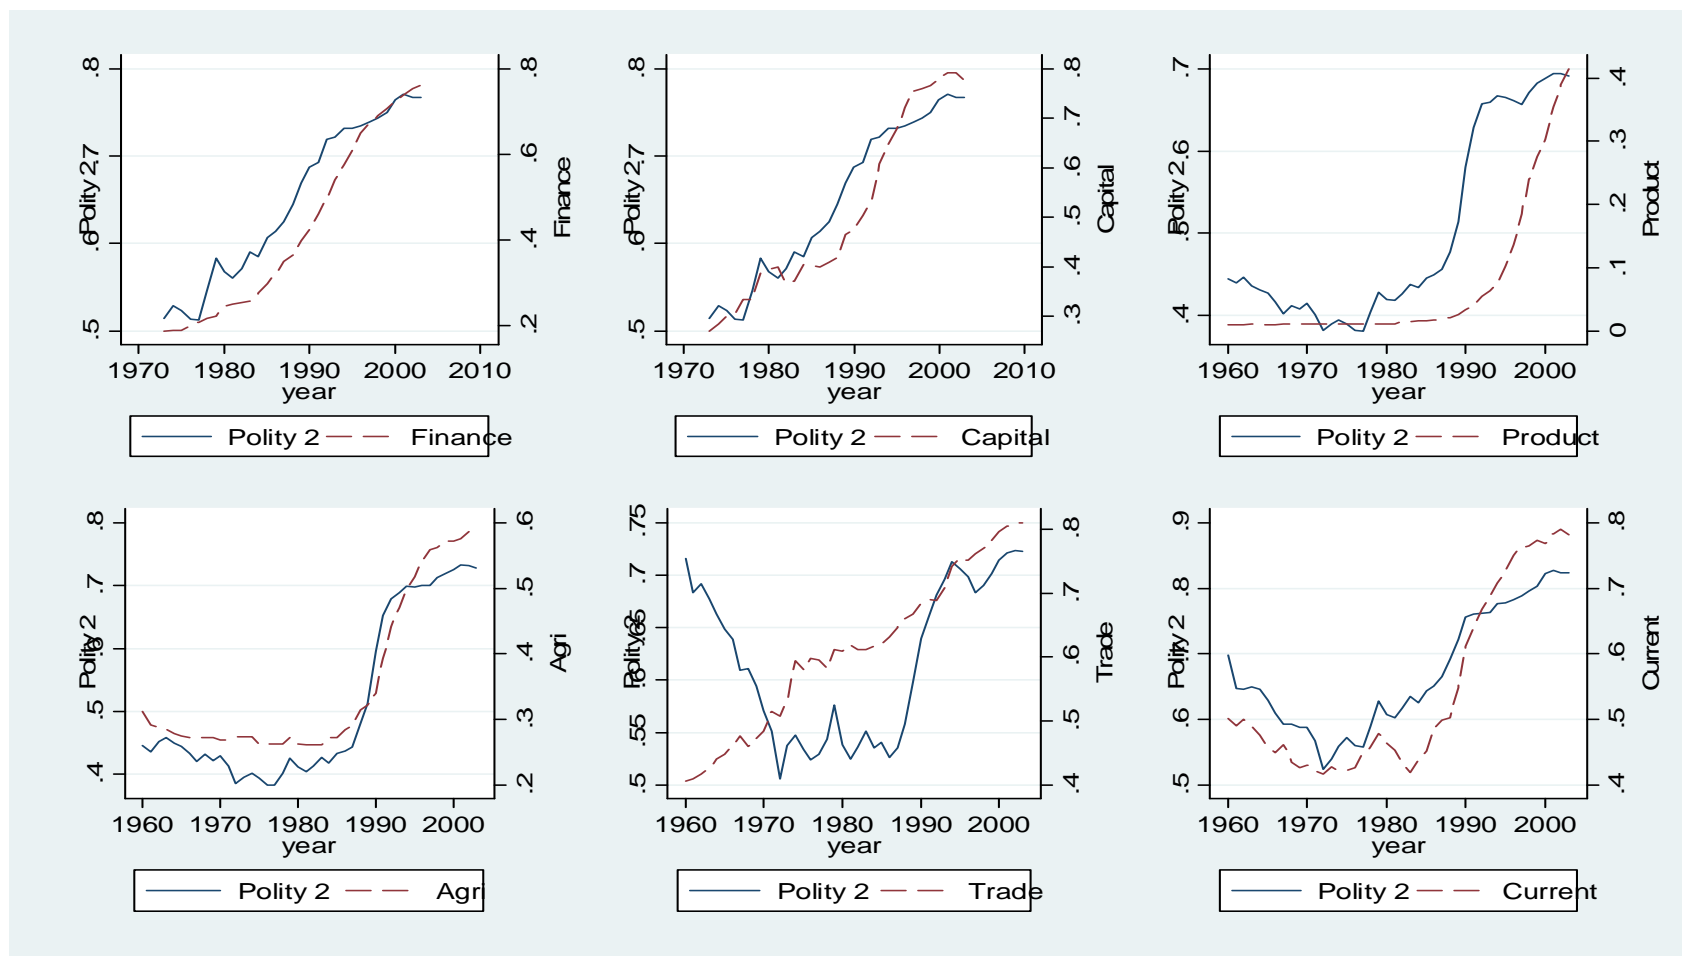 .8
.7
.6
.5
Polity 2
.8
.6
.4
.2
Finance
1970 1980 1990 2000 2010
year
Polity 2 Finance
.8
.7
.6
.5
Polity 2
.8
.7
.6
.5
.4
.3
Capital
1970 1980 1990 2000 2010
year
Polity 2 Capital
.7
.6
.5
.4
Polity 2
.4
.3
.2
.1
0
Product
1960 1970 1980 1990 2000
year
Polity 2 Product
.8
.7
.6
.5
.4
Polity 2
.6
.5
.4
.3
.2
Agri
1960 1970 1980 1990 2000
year
Polity 2 Agri
.75
.7
.65
.6
.55
.5
Polity 2
.8
.7
.6
.5
.4
Trade
1960 1970 1980 1990 2000
year
Polity 2 Trade
.9
.8
.7
.6
.5
Polity 2
.8
.7
.6
.5
.4
Current
1960 1970 1980 1990 2000
year
Polity 2 Current